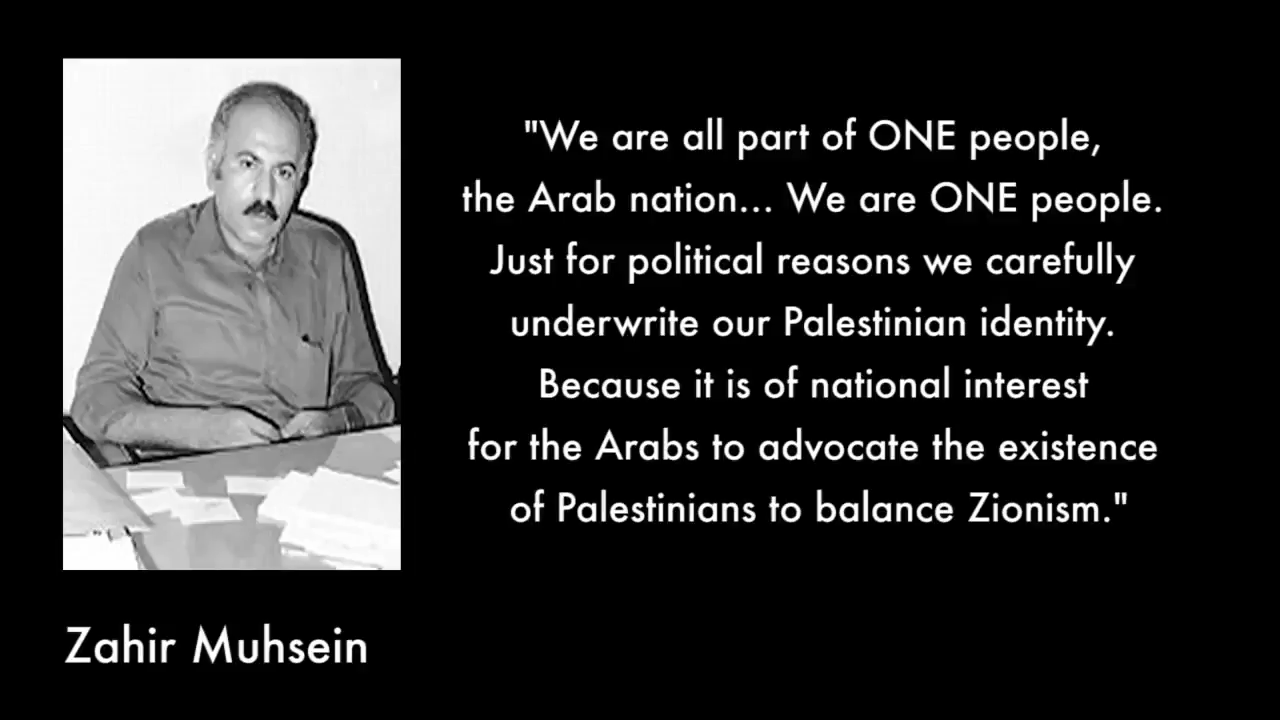 "We are all part of ONE people,
the Arab nation... We are ONE people.
Just for political reasons we carefully
underwrite our Palestinian identity.
Because it is of national interest
for the Arabs to advocate the existence
of Palestinians to balance Zionism."
Zahir Muhsein